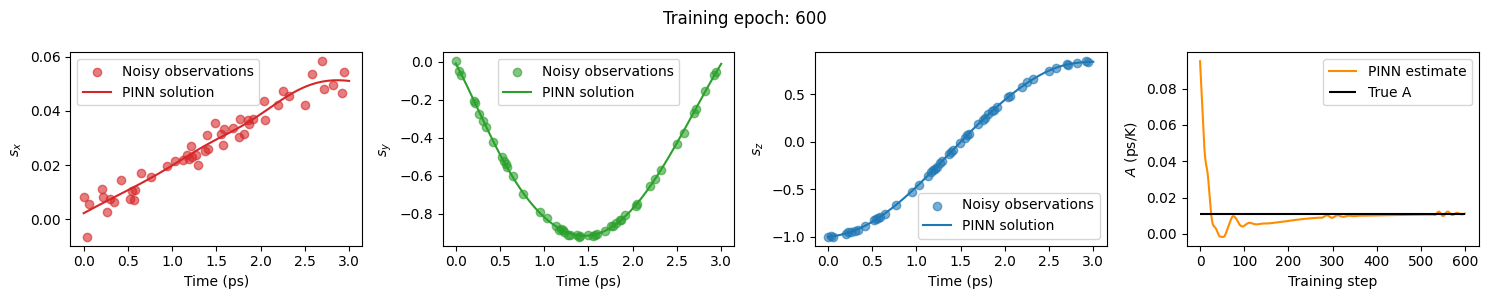 Training epoch: 600
0.06
0.04
0.02
0.00
s_x
Noisy observations
PINN solution
0.0 0.5 1.0 1.5 2.0 2.5 3.0
Time (ps)
0.0
−0.2
−0.4
−0.6
−0.8
s_y
Noisy observations
PINN solution
0.0 0.5 1.0 1.5 2.0 2.5 3.0
Time (ps)
0.5
0.0
−0.5
−1.0
s_z
Noisy observations
PINN solution
0.0 0.5 1.0 1.5 2.0 2.5 3.0
Time (ps)
0.08
0.06
0.04
0.02
0.00
A (ps/K)
PINN estimate
True A
0 100 200 300 400 500 600
Training step